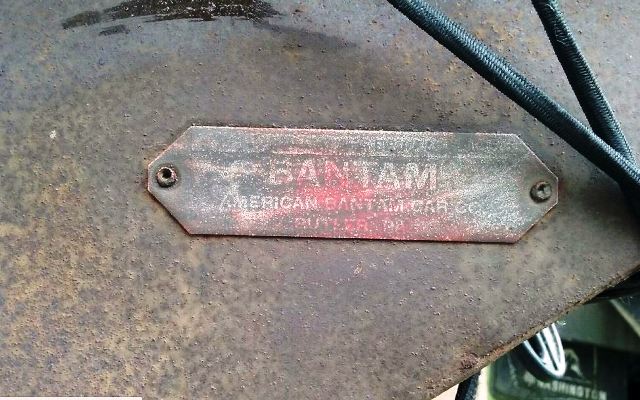 BANTAM
AMERICAN BANTAM CAR Co
BUTLER, PA
WASHINGTON